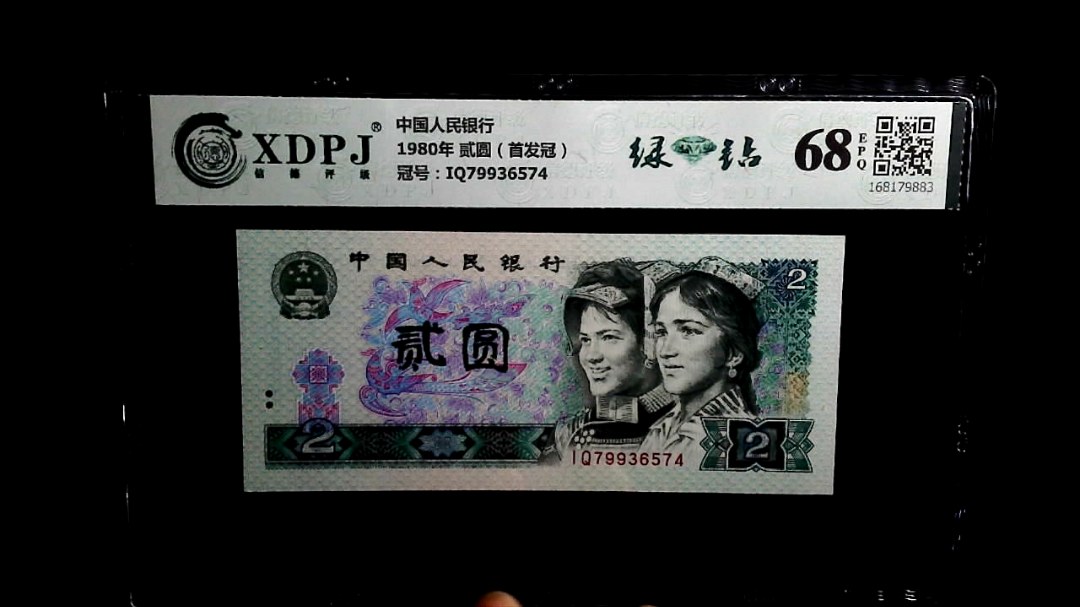 XDPJ®
信德评级
中国人民银行
1980年 贰圆（首发冠）
冠号：IQ79936574
绿钻
68 EPQ
168179883
中国人民银行
贰圆
2
2
2
IQ79936574